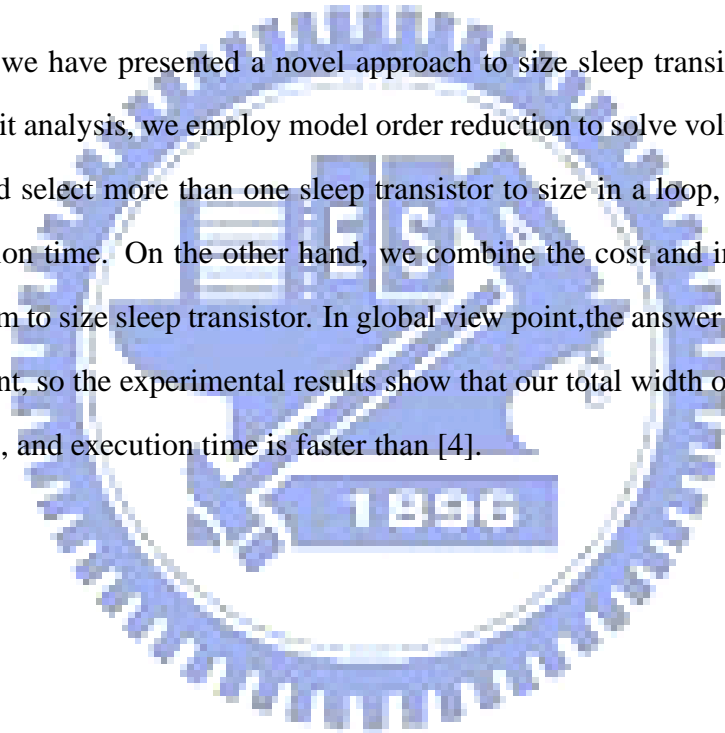 we have presented a novel approach to size sleep transi
it analysis, we employ model order reduction to solve vol
d select more than one sleep transistor to size in a loop,
ion time. On the other hand, we combine the cost and in
m to size sleep transistor. In global view point,the answer
nt, so the experimental results show that our total width o
, and execution time is faster than [4].
E S A
1896